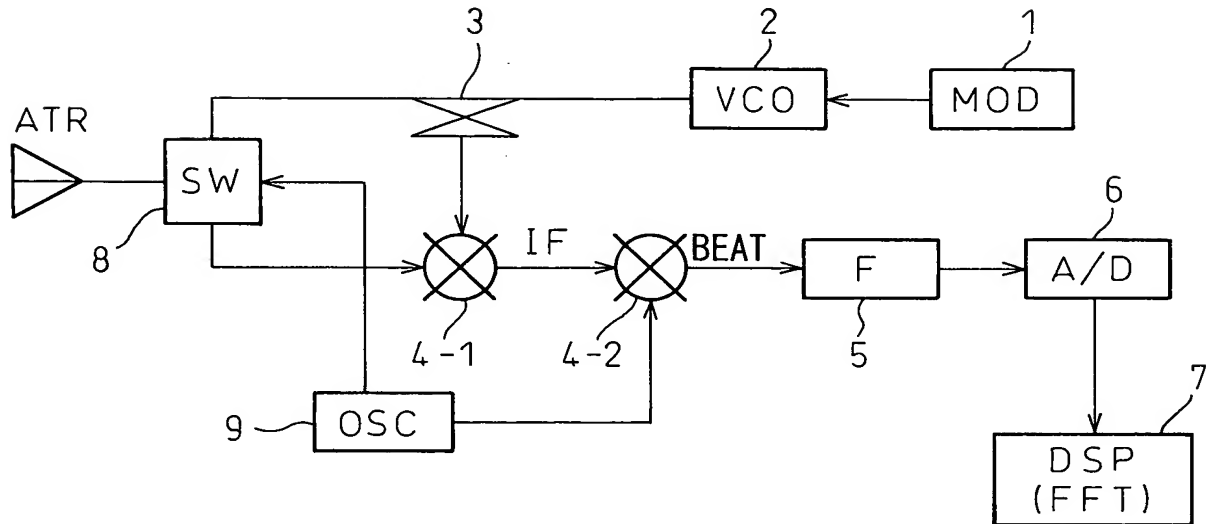 3
2
1
VCO
MOD
ATR
SW
8
IF
BEAT
F
6
A/D
4-1
4-2
5
9
OSC
7
DSP
(FFT)